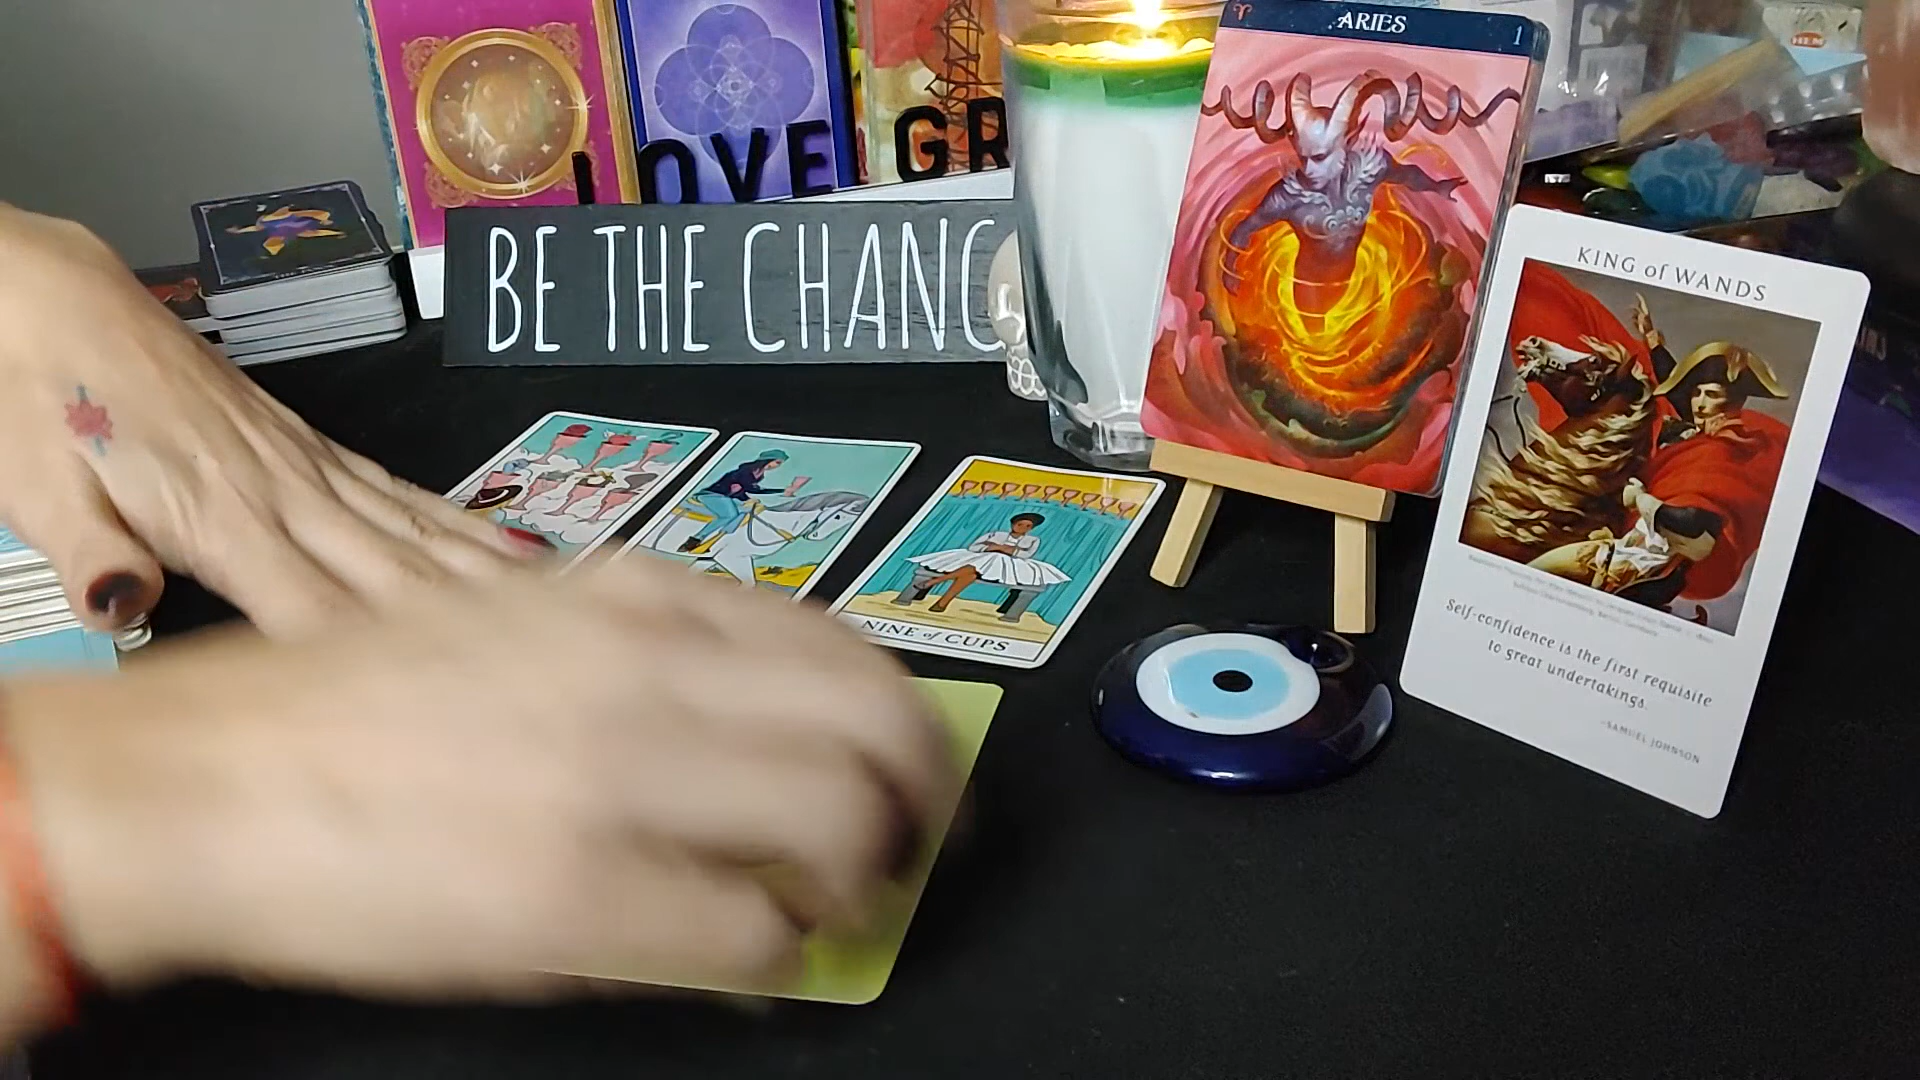 LOVE
GR
BE THE CHANC
ARIES
1
HEM
KING of WANDS
Self-confidence is the first requisite
to great undertakings.
–SAMUEL JOHNSON
NINE of CUPS